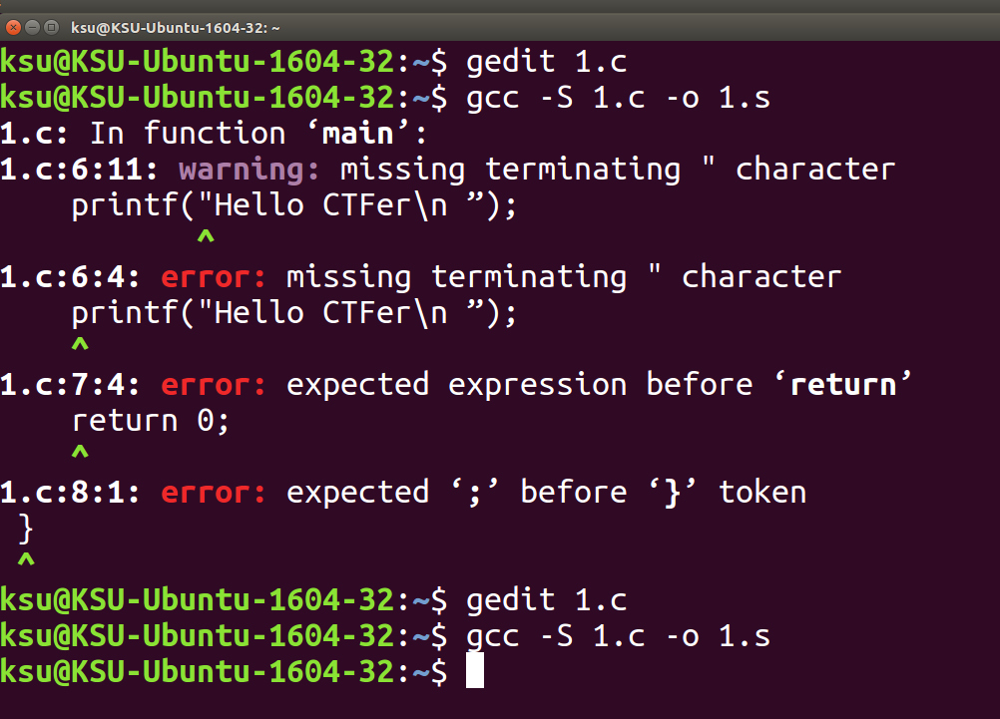 ksu@KSU-Ubuntu-1604-32: ~
ksu@KSU-Ubuntu-1604-32:~$ gedit 1.c
ksu@KSU-Ubuntu-1604-32:~$ gcc -S 1.c -o 1.s
1.c: In function ‘main’:
1.c:6:11: warning: missing terminating " character
    printf("Hello CTFer\n ”);
           ^
1.c:6:4: error: missing terminating " character
    printf("Hello CTFer\n ”);
    ^
1.c:7:4: error: expected expression before ‘return’
    return 0;
    ^
1.c:8:1: error: expected ‘;’ before ‘}’ token
 }
 ^
ksu@KSU-Ubuntu-1604-32:~$ gedit 1.c
ksu@KSU-Ubuntu-1604-32:~$ gcc -S 1.c -o 1.s
ksu@KSU-Ubuntu-1604-32:~$